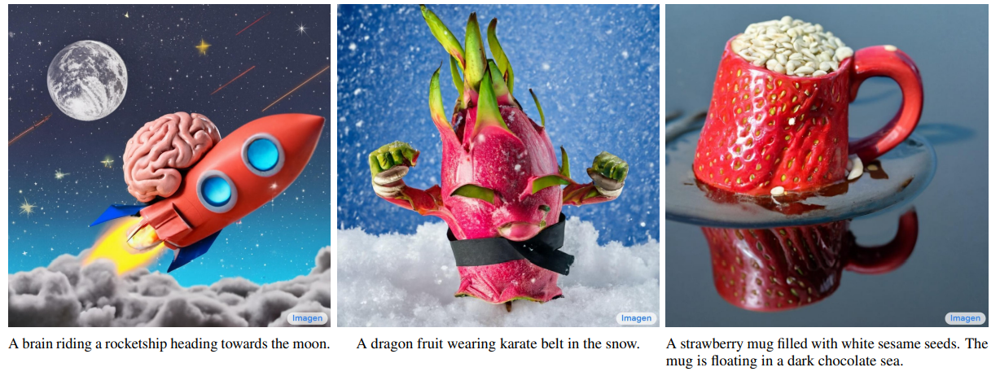 Imagen
Imagen
Imagen
A brain riding a rocketship heading towards the moon.
A dragon fruit wearing karate belt in the snow.
A strawberry mug filled with white sesame seeds. The
mug is floating in a dark chocolate sea.